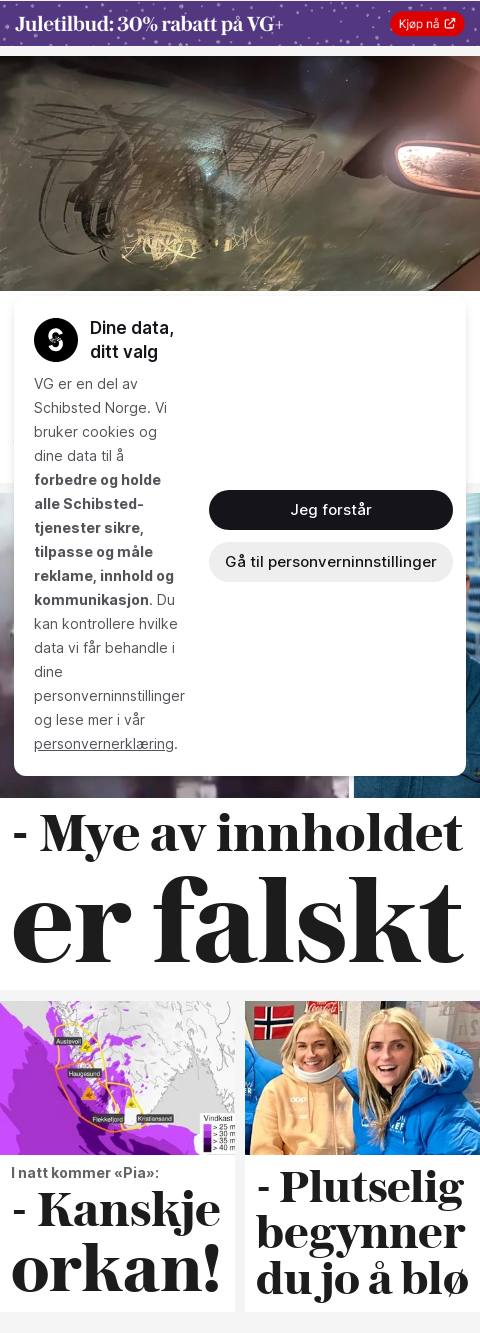 Juletilbud: 30% rabatt på VG+
Kjøp nå
Dine data,
ditt valg
VG er en del av
Schibsted Norge. Vi
bruker cookies og
dine data til å
forbedre og holde
alle Schibsted-
tjenester sikre,
tilpasse og måle
reklame, innhold og
kommunikasjon. Du
kan kontrollere hvilke
data vi får behandle i
dine
personverninnstillinger
og lese mer i vår
personvernerklæring.
Jeg forstår
Gå til personverninnstillinger
- Mye av innholdet
er falskt
Austevoll
Haugesund
Flekkefjord
Kristiansand
Vindkast
> 25 m
> 30 m
> 35 m
> 40 m
I natt kommer «Pia»:
- Kanskje
orkan!
- Plutselig
begynner
du jo å blø